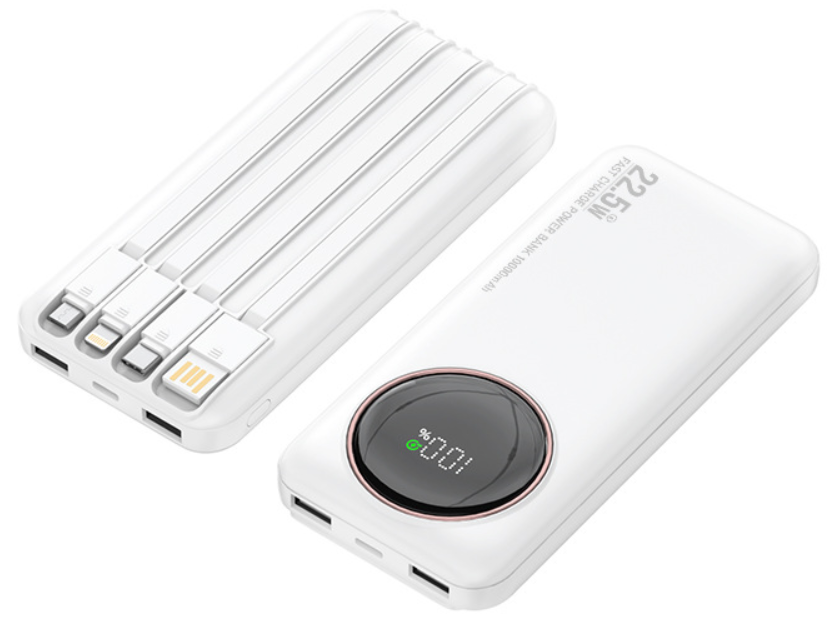 22.5W
FAST CHARGE POWER BANK 10000mAh
100%